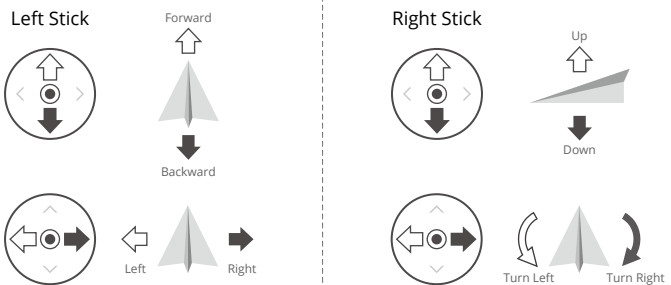 Left Stick
Forward
Backward
Left
Right
Right Stick
Up
Down
Turn Left
Turn Right